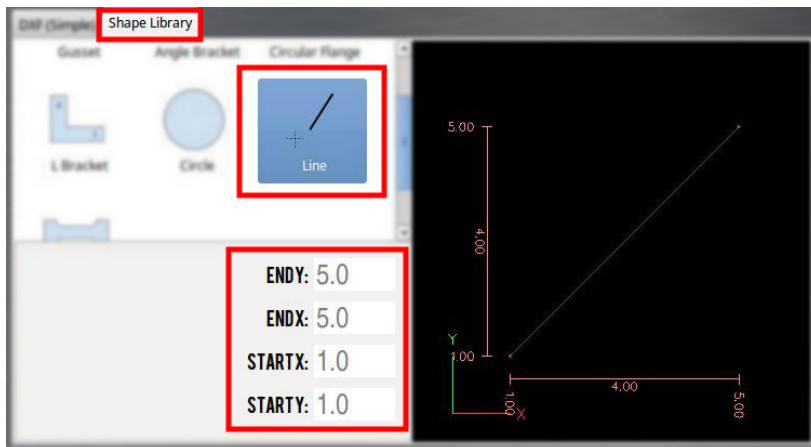 DXF (Simple)
Shape Library
Gusset
Angle Bracket
Circular Flange
L Bracket
Circle
Line
ENDY: 5.0
ENDX: 5.0
STARTX: 1.0
STARTY: 1.0
5.00
4.00
Y
1.00
X
1.00
4.00
5.00